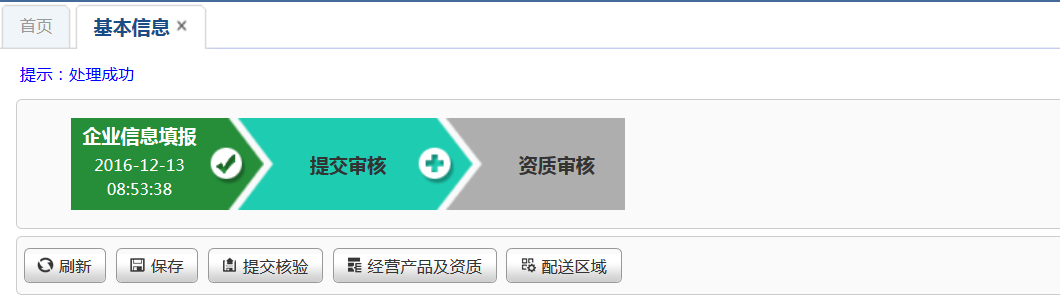 首页 基本信息
提示：处理成功
企业信息填报
2016-12-13
08:53:38
提交审核
资质审核
刷新 保存 提交核验 经营产品及资质 配送区域